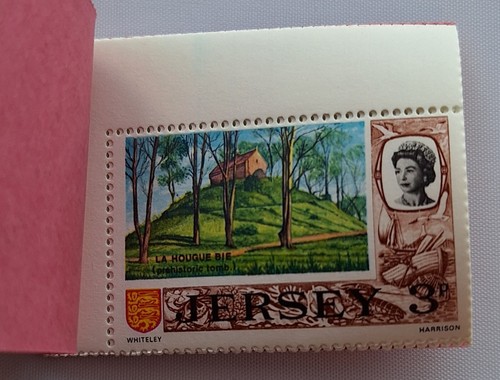 LA HOUGUE BIE
(prehistoric tomb)
JERSEY 3D
WHITELEY
HARRISON